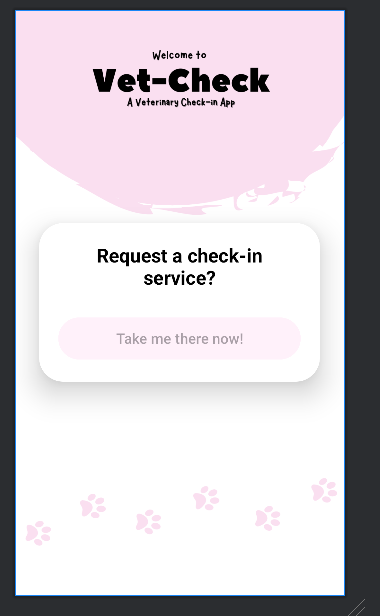 Welcome to
Vet-Check
A Veterinary Check-in App
Request a check-in
service?
Take me there now!